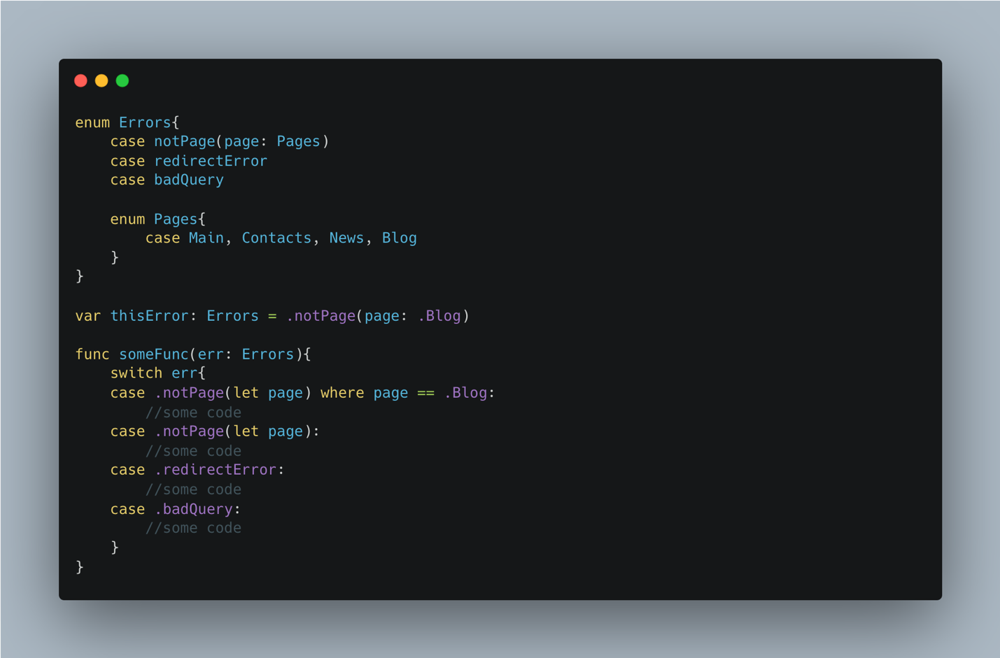 enum Errors{
    case notPage(page: Pages)
    case redirectError
    case badQuery

    enum Pages{
        case Main, Contacts, News, Blog
    }
}

var thisError: Errors = .notPage(page: .Blog)

func someFunc(err: Errors){
    switch err{
    case .notPage(let page) where page == .Blog:
        //some code
    case .notPage(let page):
        //some code
    case .redirectError:
        //some code
    case .badQuery:
        //some code
    }
}